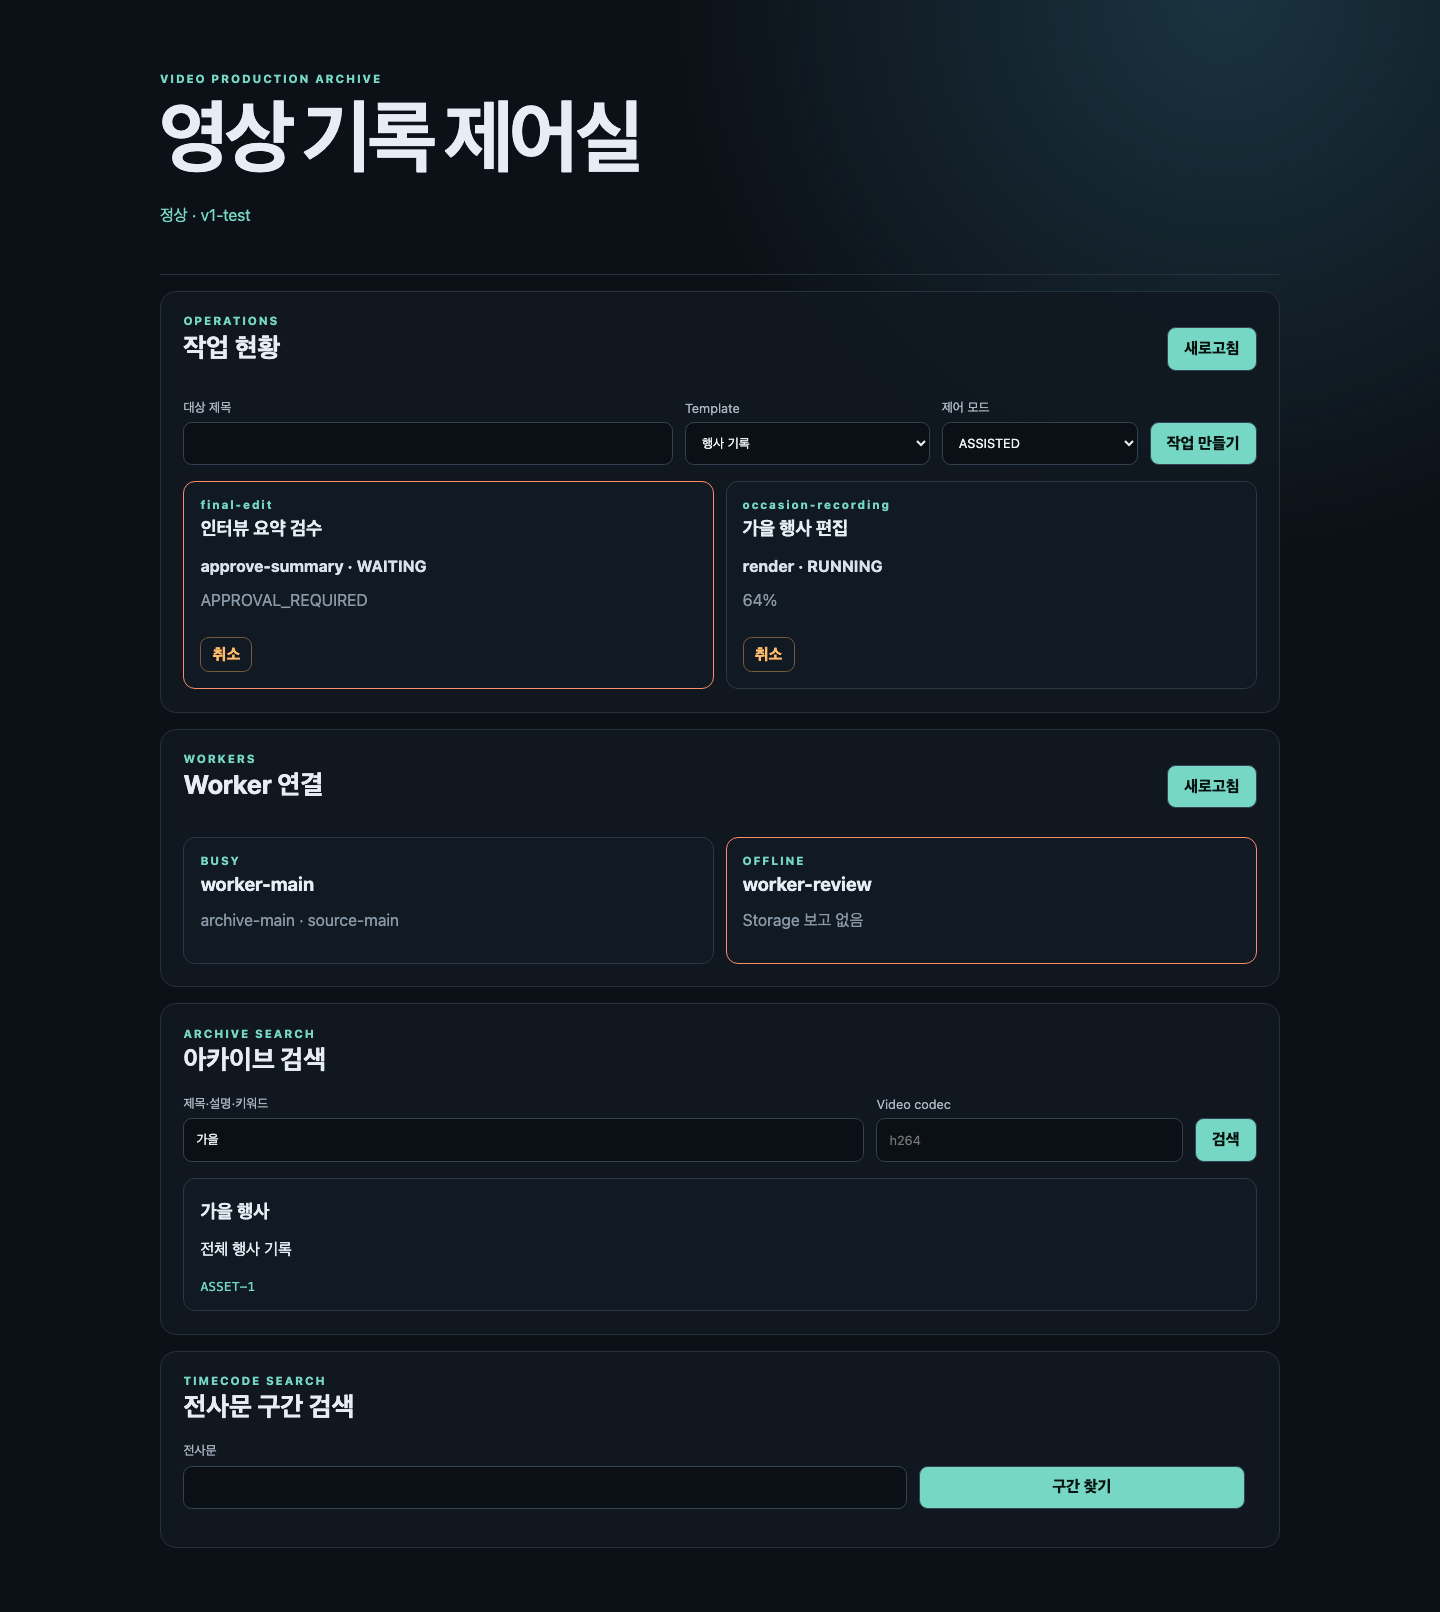 VIDEO PRODUCTION ARCHIVE
영상 기록 제어실
정상 · v1-test
OPERATIONS
작업 현황
새로고침
대상 제목
Template
제어 모드
행사 기록
ASSISTED
작업 만들기
final-edit
인터뷰 요약 검수
approve-summary · WAITING
APPROVAL_REQUIRED
취소
occasion-recording
가을 행사 편집
render · RUNNING
64%
취소
WORKERS
Worker 연결
새로고침
BUSY
worker-main
archive-main · source-main
OFFLINE
worker-review
Storage 보고 없음
ARCHIVE SEARCH
아카이브 검색
제목·설명·키워드
Video codec
가을
h264
검색
가을 행사
전체 행사 기록
ASSET-1
TIMECODE SEARCH
전사문 구간 검색
전사문
구간 찾기